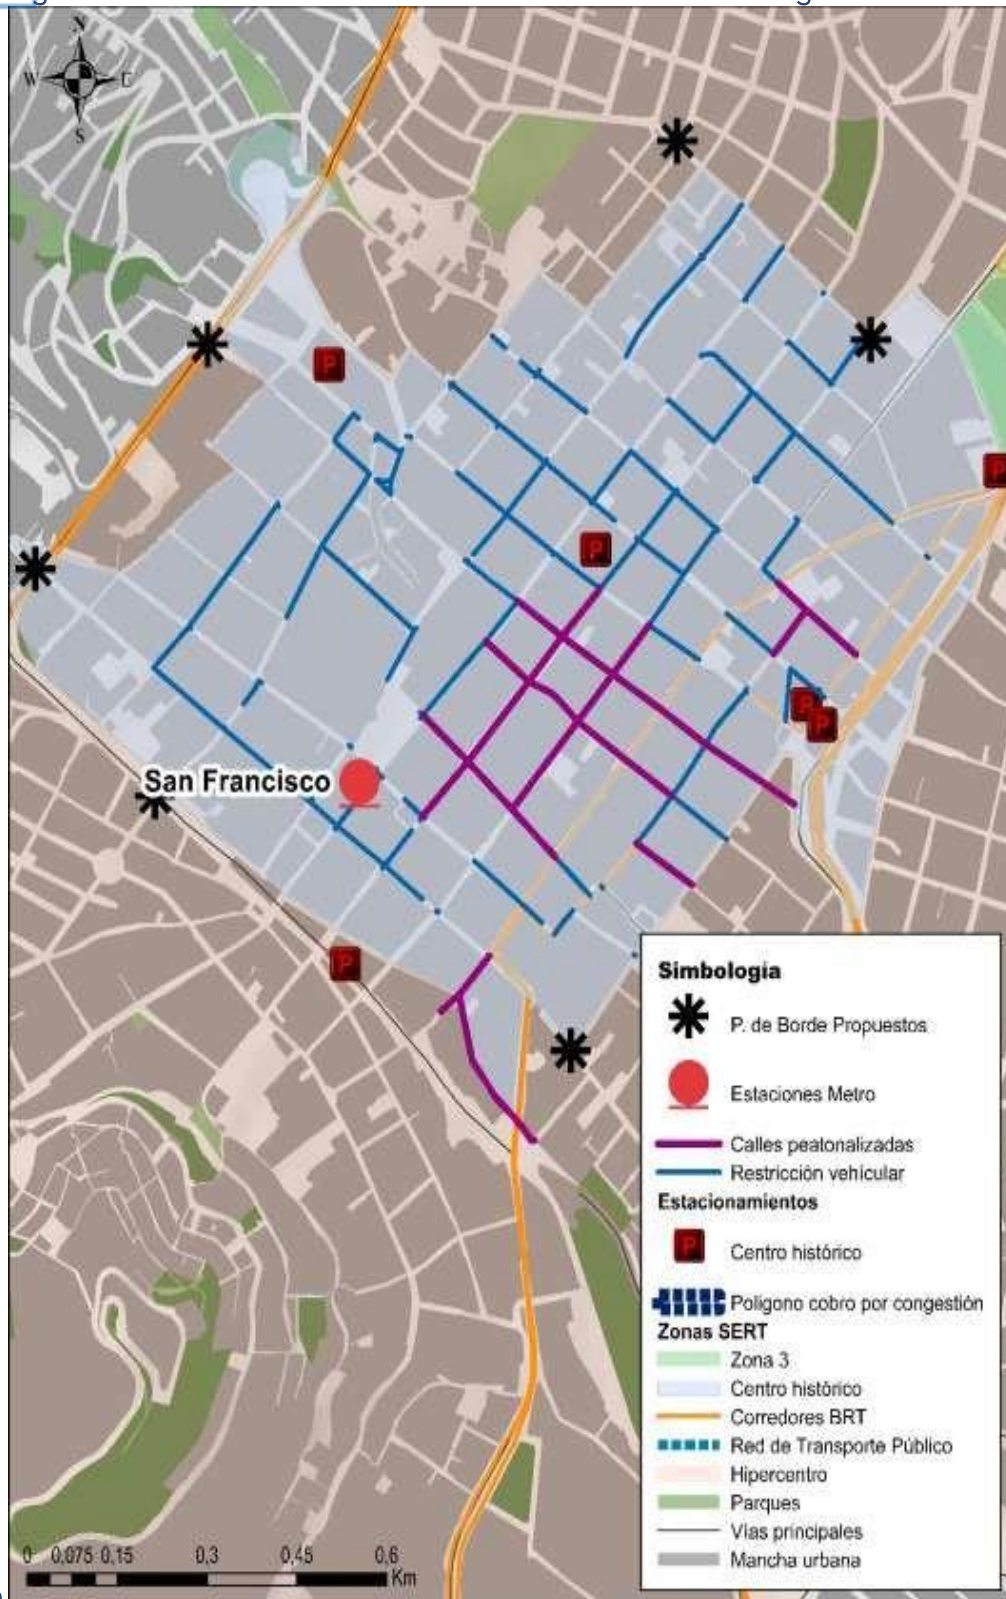 N
W E
S
P
P
P
San Francisco
P
P
P
Simbología
P. de Borde Propuestos
Estaciones Metro
Calles peatonalizadas
Restricción vehícular
Estacionamientos
P
Centro histórico
Poligono cobro por congestión
Zonas SERT
Zona 3
Centro histórico
Corredores BRT
Red de Transporte Público
Hipercentro
Parques
Vías principales
Mancha urbana
0 0,075 0,15 0,3 0,45 0,6
Km